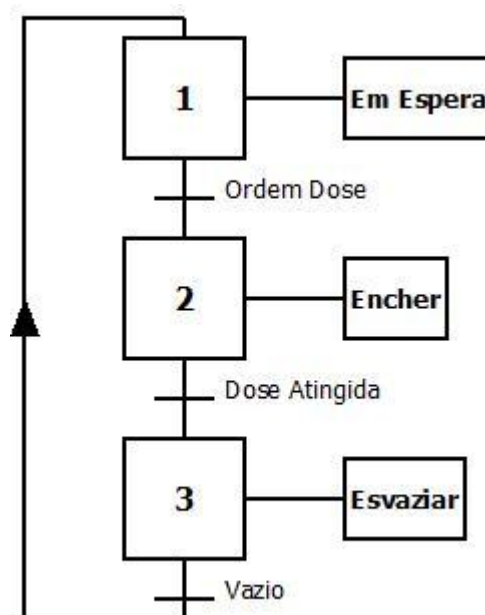 1
Em Espera
Ordem Dose
2
Encher
Dose Atingida
3
Esvaziar
Vazio